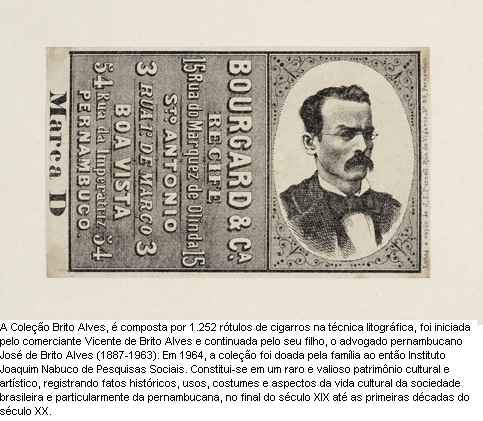 BOURGARD & Cª
RECIFE
15 Rua do Marquez de Olinda 15
Sto ANTONIO
3 RUA 1º DE MARÇO 3
BOA VISTA
54 Rua da Imperatriz 54
PERNAMBUCO.
Marca D
A Coleção Brito Alves, é composta por 1.252 rótulos de cigarros na técnica litográfica, foi iniciada
pelo comerciante Vicente de Brito Alves e continuada pelo seu filho, o advogado pernambucano
José de Brito Alves (1887-1963). Em 1964, a coleção foi doada pela família ao então Instituto
Joaquim Nabuco de Pesquisas Sociais. Constitui-se em um raro e valioso patrimônio cultural e
artístico, registrando fatos históricos, usos, costumes e aspectos da vida cultural da sociedade
brasileira e particularmente da pernambucana, no final do século XIX até as primeiras décadas do
século XX.